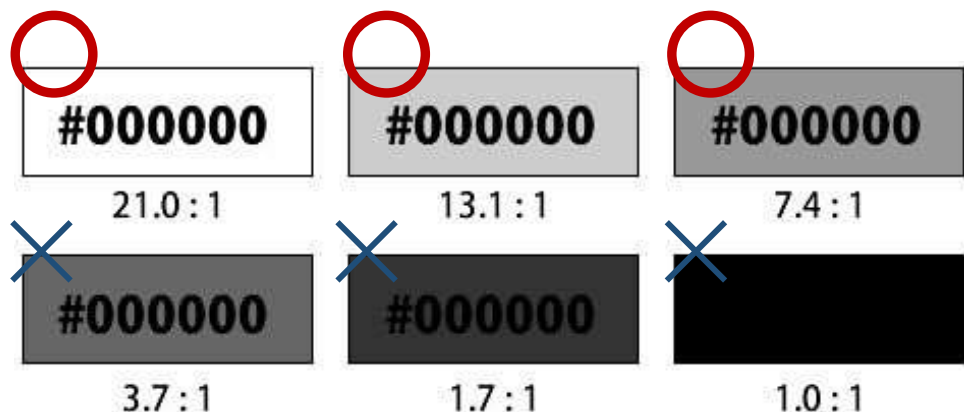 #000000 #000000 #000000
21.0 : 1 13.1 : 1 7.4 : 1
#000000 #000000
3.7 : 1 1.7 : 1 1.0 : 1